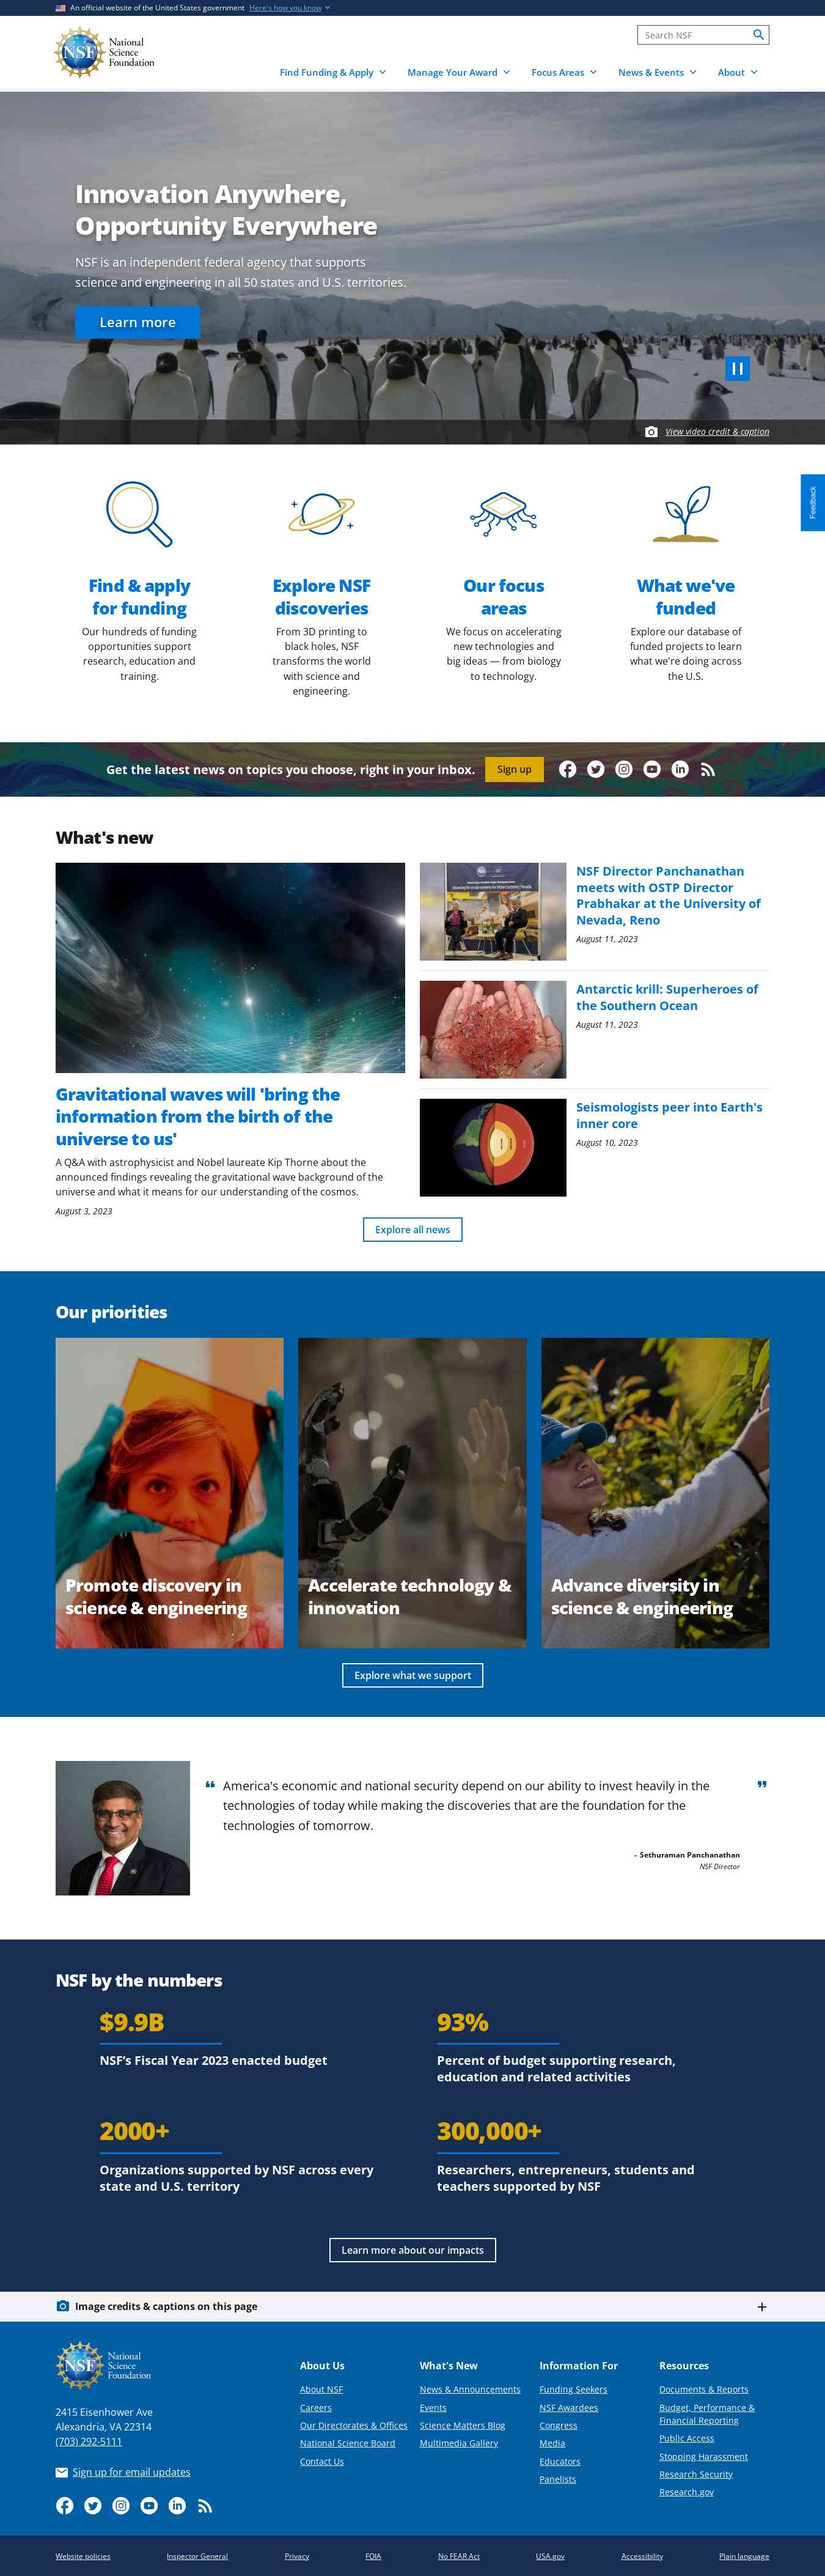 An official website of the United States government Here's how you know
NSF
National
Science
Foundation
Search NSF
Find Funding & Apply
Manage Your Award
Focus Areas
News & Events
About
Innovation Anywhere,
Opportunity Everywhere
NSF is an independent federal agency that supports
science and engineering in all 50 states and U.S. territories.
Learn more
View video credit & caption
Feedback
Find & apply
for funding
Our hundreds of funding
opportunities support
research, education and
training.
Explore NSF
discoveries
From 3D printing to
black holes, NSF
transforms the world
with science and
engineering.
Our focus
areas
We focus on accelerating
new technologies and
big ideas — from biology
to technology.
What we've
funded
Explore our database of
funded projects to learn
what we're doing across
the U.S.
Get the latest news on topics you choose, right in your inbox.
Sign up
What's new
Gravitational waves will 'bring the
information from the birth of the
universe to us'
A Q&A with astrophysicist and Nobel laureate Kip Thorne about the
announced findings revealing the gravitational wave background of the
universe and what it means for our understanding of the cosmos.
August 3, 2023
NSF Director Panchanathan
meets with OSTP Director
Prabhakar at the University of
Nevada, Reno
August 11, 2023
Antarctic krill: Superheroes of
the Southern Ocean
August 11, 2023
Seismologists peer into Earth's
inner core
August 10, 2023
Explore all news
Our priorities
Promote discovery in
science & engineering
Accelerate technology &
innovation
Advance diversity in
science & engineering
Explore what we support
❝ America's economic and national security depend on our ability to invest heavily in the ❞
technologies of today while making the discoveries that are the foundation for the
technologies of tomorrow.
- Sethuraman Panchanathan
NSF Director
NSF by the numbers
$9.9B
NSF’s Fiscal Year 2023 enacted budget
93%
Percent of budget supporting research,
education and related activities
2000+
Organizations supported by NSF across every
state and U.S. territory
300,000+
Researchers, entrepreneurs, students and
teachers supported by NSF
Learn more about our impacts
Image credits & captions on this page
NSF
National
Science
Foundation
2415 Eisenhower Ave
Alexandria, VA 22314
(703) 292-5111
Sign up for email updates
About Us
About NSF
Careers
Our Directorates & Offices
National Science Board
Contact Us
What's New
News & Announcements
Events
Science Matters Blog
Multimedia Gallery
Information For
Funding Seekers
NSF Awardees
Congress
Media
Educators
Panelists
Resources
Documents & Reports
Budget, Performance &
Financial Reporting
Public Access
Stopping Harassment
Research Security
Research.gov
Website policies
Inspector General
Privacy
FOIA
No FEAR Act
USA.gov
Accessibility
Plain language